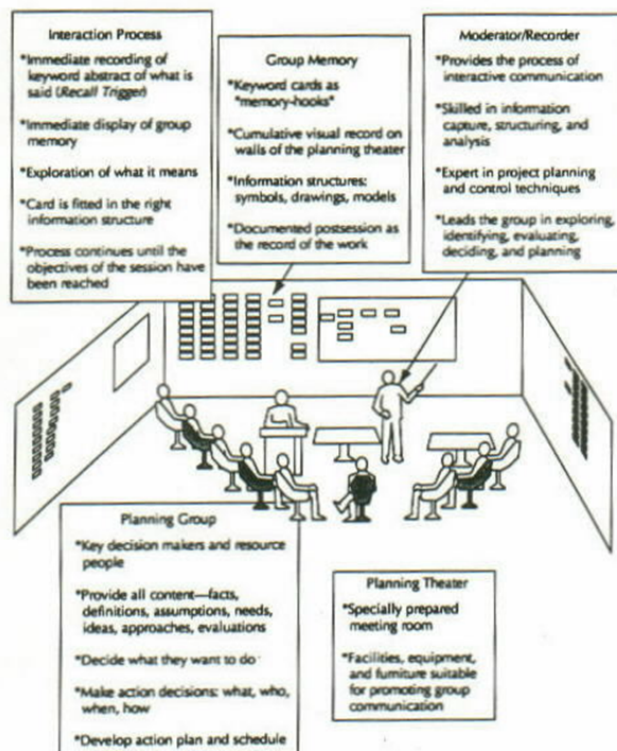 Interaction Process
*Immediate recording of
keyword abstract of what is
said (Recall Trigger)
*Immediate display of group
memory
*Exploration of what it means
*Card is fitted in the right
information structure
*Process continues until the
objectives of the session have
been reached
Group Memory
*Keyword cards as
"memory-hooks"
*Cumulative visual record on
walls of the planning theater
*Information structures:
symbols, drawings, models
*Documented postsession as
the record of the work
Moderator/Recorder
*Provides the process of
interactive communication
*Skilled in information
capture, structuring, and
analysis
*Expert in project planning
and control techniques
*Leads the group in exploring,
identifying, evaluating,
deciding, and planning
Planning Group
*Key decision makers and resource
people
*Provide all content—facts,
definitions, assumptions, needs,
ideas, approaches, evaluations
*Decide what they want to do
*Make action decisions: what, who,
when, how
*Develop action plan and schedule
Planning Theater
*Specially prepared
meeting room
*Facilities, equipment,
and furniture suitable
for promoting group
communication